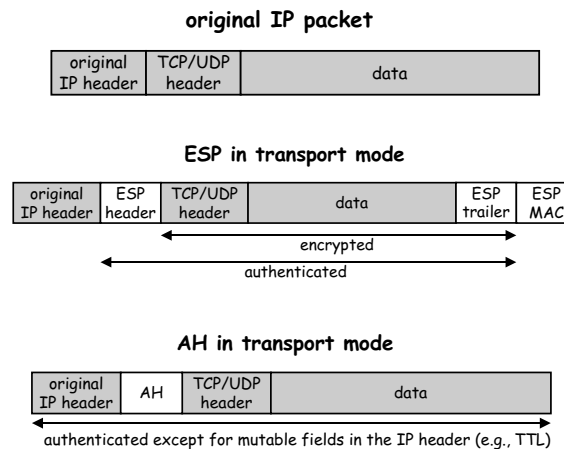 original IP packet
original TCP/UDP data
IP header header
ESP in transport mode
original ESP TCP/UDP data ESP ESP
IP header header header trailer MAC
encrypted
authenticated
AH in transport mode
original AH TCP/UDP data
IP header header
authenticated except for mutable fields in the IP header (e.g., TTL)